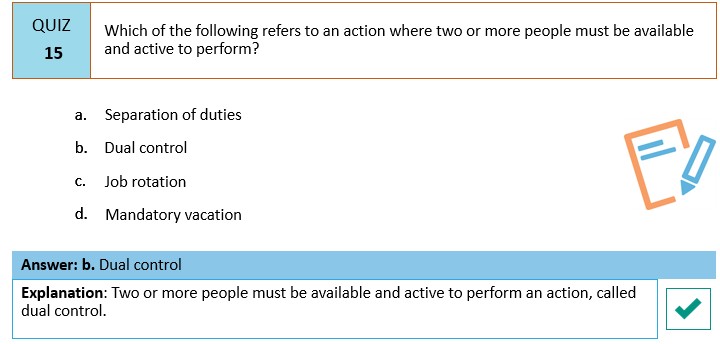 QUIZ
15
Which of the following refers to an action where two or more people must be available
and active to perform?
a. Separation of duties
b. Dual control
c. Job rotation
d. Mandatory vacation
Answer: b. Dual control
Explanation: Two or more people must be available and active to perform an action, called
dual control.